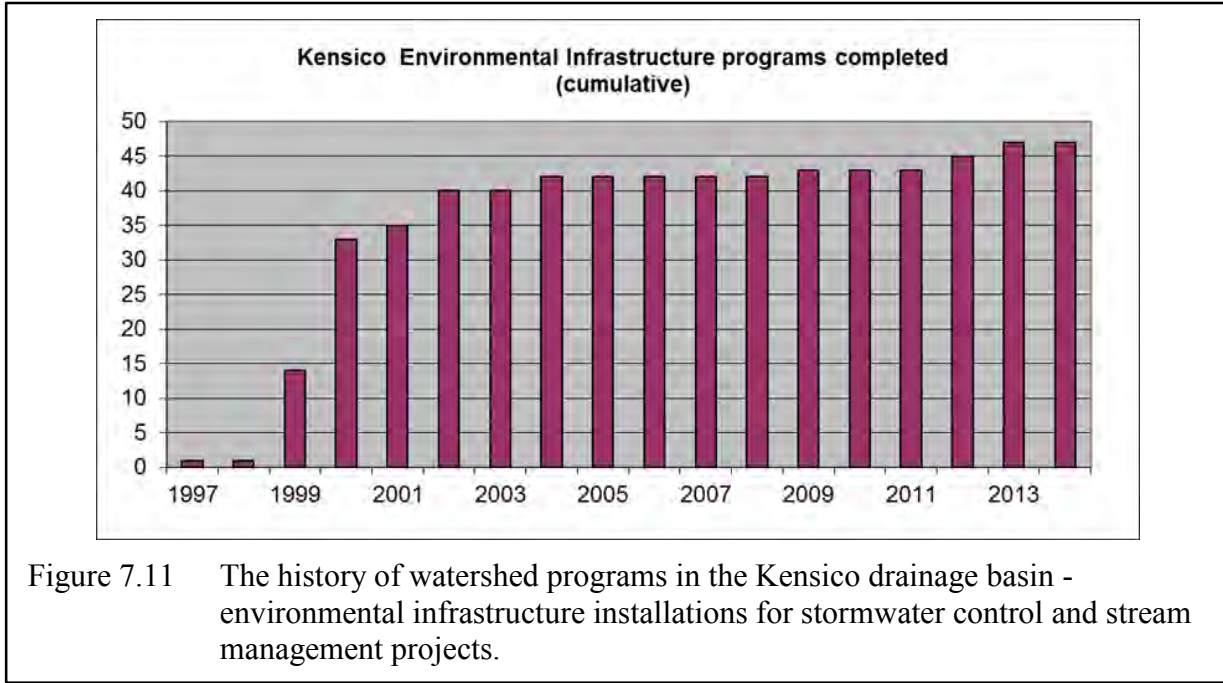 Kensico Environmental Infrastructure programs completed
(cumulative)
50
45
40
35
30
25
20
15
10
5
0
1997 1999 2001 2003 2005 2007 2009 2011 2013
Figure 7.11 The history of watershed programs in the Kensico drainage basin -
environmental infrastructure installations for stormwater control and stream
management projects.